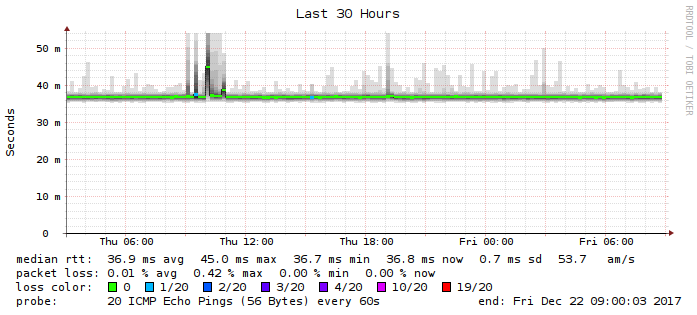 Last 30 Hours
RRDTOOL / TOBI OETIKER
Seconds
50 m
40 m
30 m
20 m
10 m
0
Thu 06:00 Thu 12:00 Thu 18:00 Fri 00:00 Fri 06:00
median rtt: 36.9 ms avg 45.0 ms max 36.7 ms min 36.8 ms now 0.7 ms sd 53.7 am/s
packet loss: 0.01 % avg 0.42 % max 0.00 % min 0.00 % now
loss color: 0 1/20 2/20 3/20 4/20 10/20 19/20
probe: 20 ICMP Echo Pings (56 Bytes) every 60s end: Fri Dec 22 09:00:03 2017